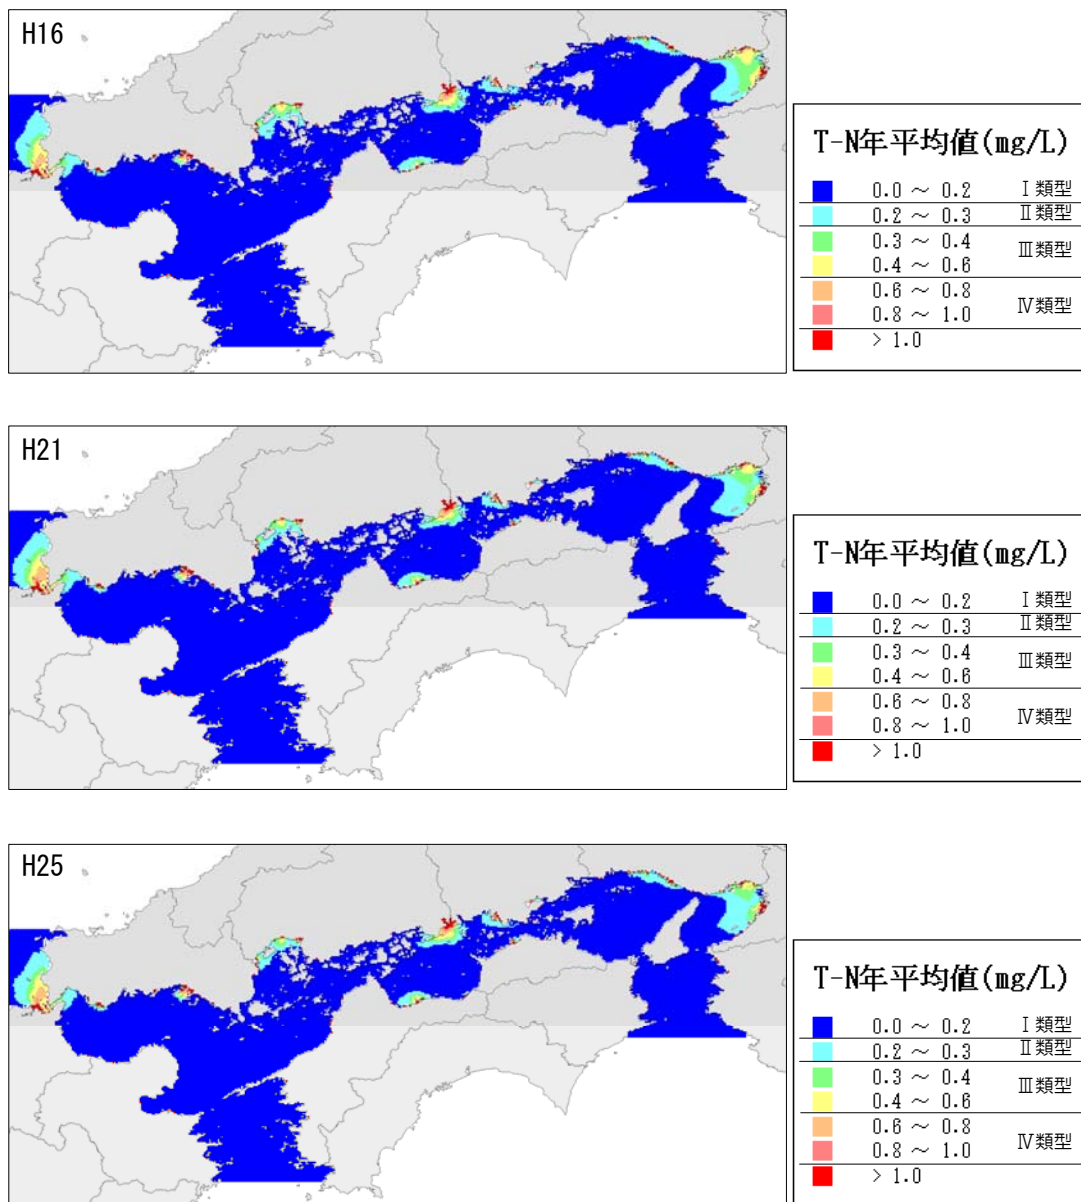 H16
T-N年平均値(mg/L)
0.0 ～ 0.2 Ⅰ類型
0.2 ～ 0.3 Ⅱ類型
0.3 ～ 0.4
Ⅲ類型
0.4 ～ 0.6
0.6 ～ 0.8
Ⅳ類型
0.8 ～ 1.0
> 1.0
H21
T-N年平均値(mg/L)
0.0 ～ 0.2 Ⅰ類型
0.2 ～ 0.3 Ⅱ類型
0.3 ～ 0.4
Ⅲ類型
0.4 ～ 0.6
0.6 ～ 0.8
Ⅳ類型
0.8 ～ 1.0
> 1.0
H25
T-N年平均値(mg/L)
0.0 ～ 0.2 Ⅰ類型
0.2 ～ 0.3 Ⅱ類型
0.3 ～ 0.4
Ⅲ類型
0.4 ～ 0.6
0.6 ～ 0.8
Ⅳ類型
0.8 ～ 1.0
> 1.0